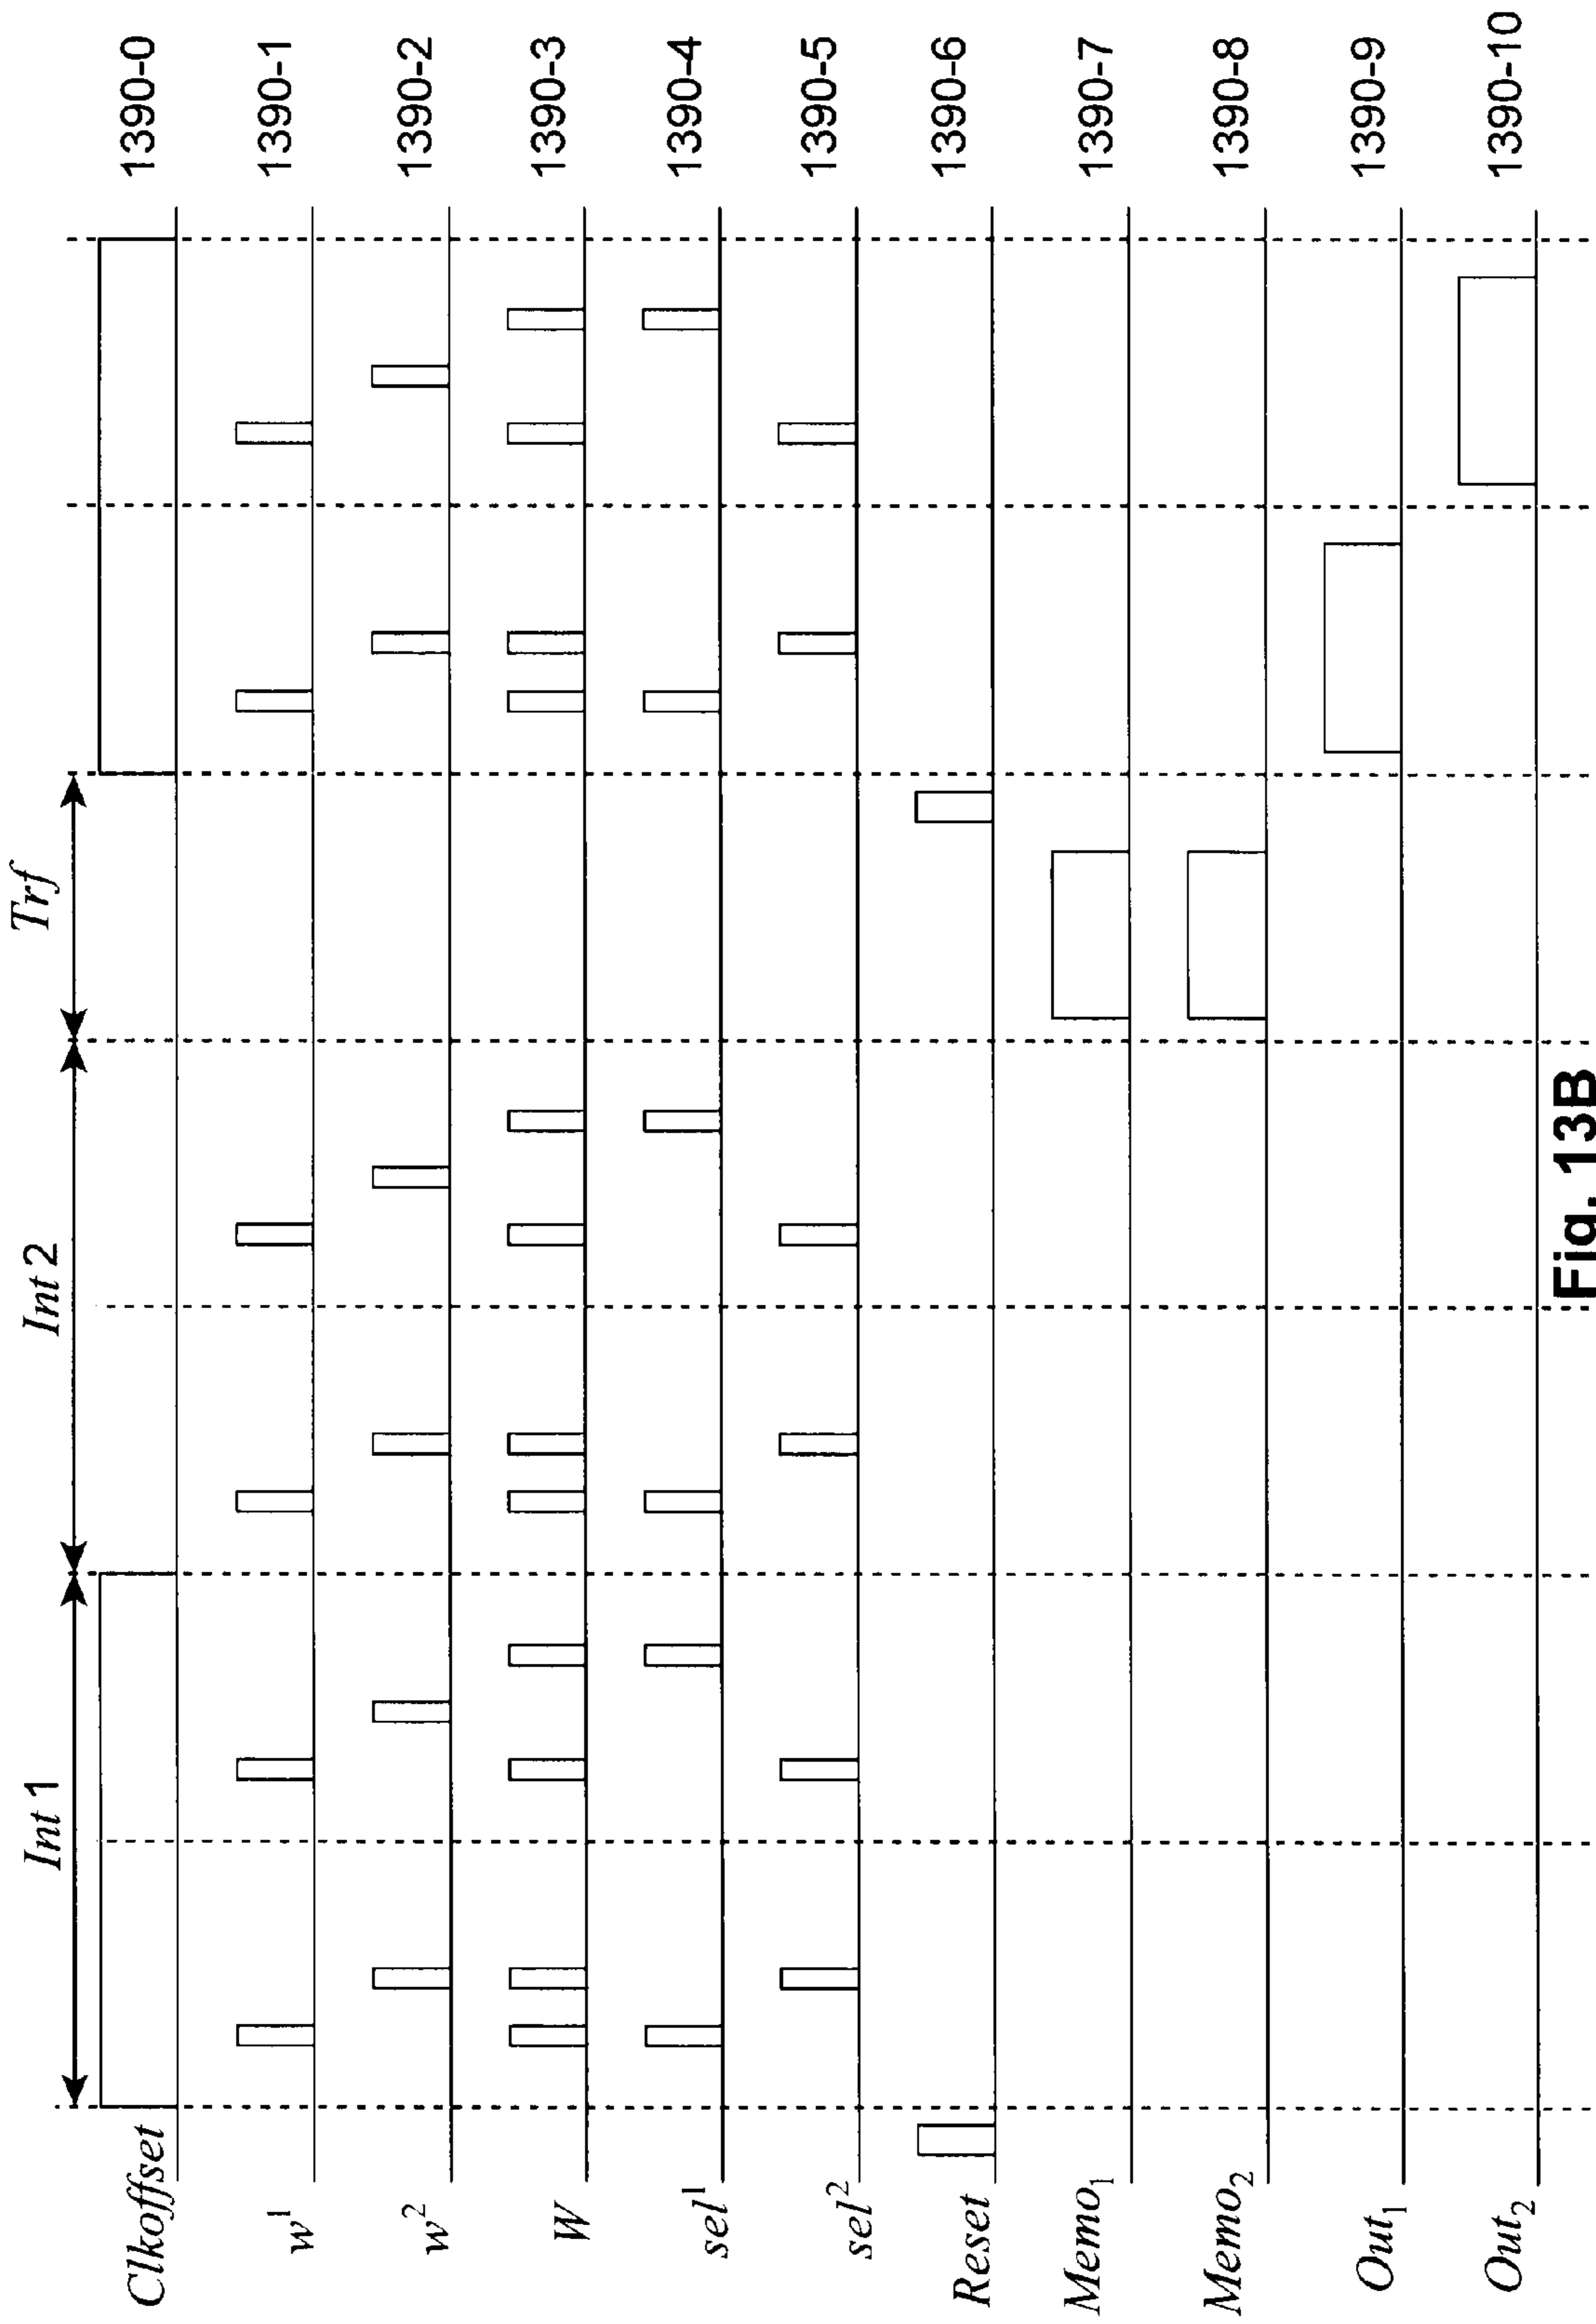 Int 1
Int 2
Trf
Clkoffset 1390-0
w¹ 1390-1
w² 1390-2
W 1390-3
sel¹ 1390-4
sel² 1390-5
Reset 1390-6
Memo₁ 1390-7
Memo₂ 1390-8
Out₁ 1390-9
Out₂ 1390-10
Fig. 13B